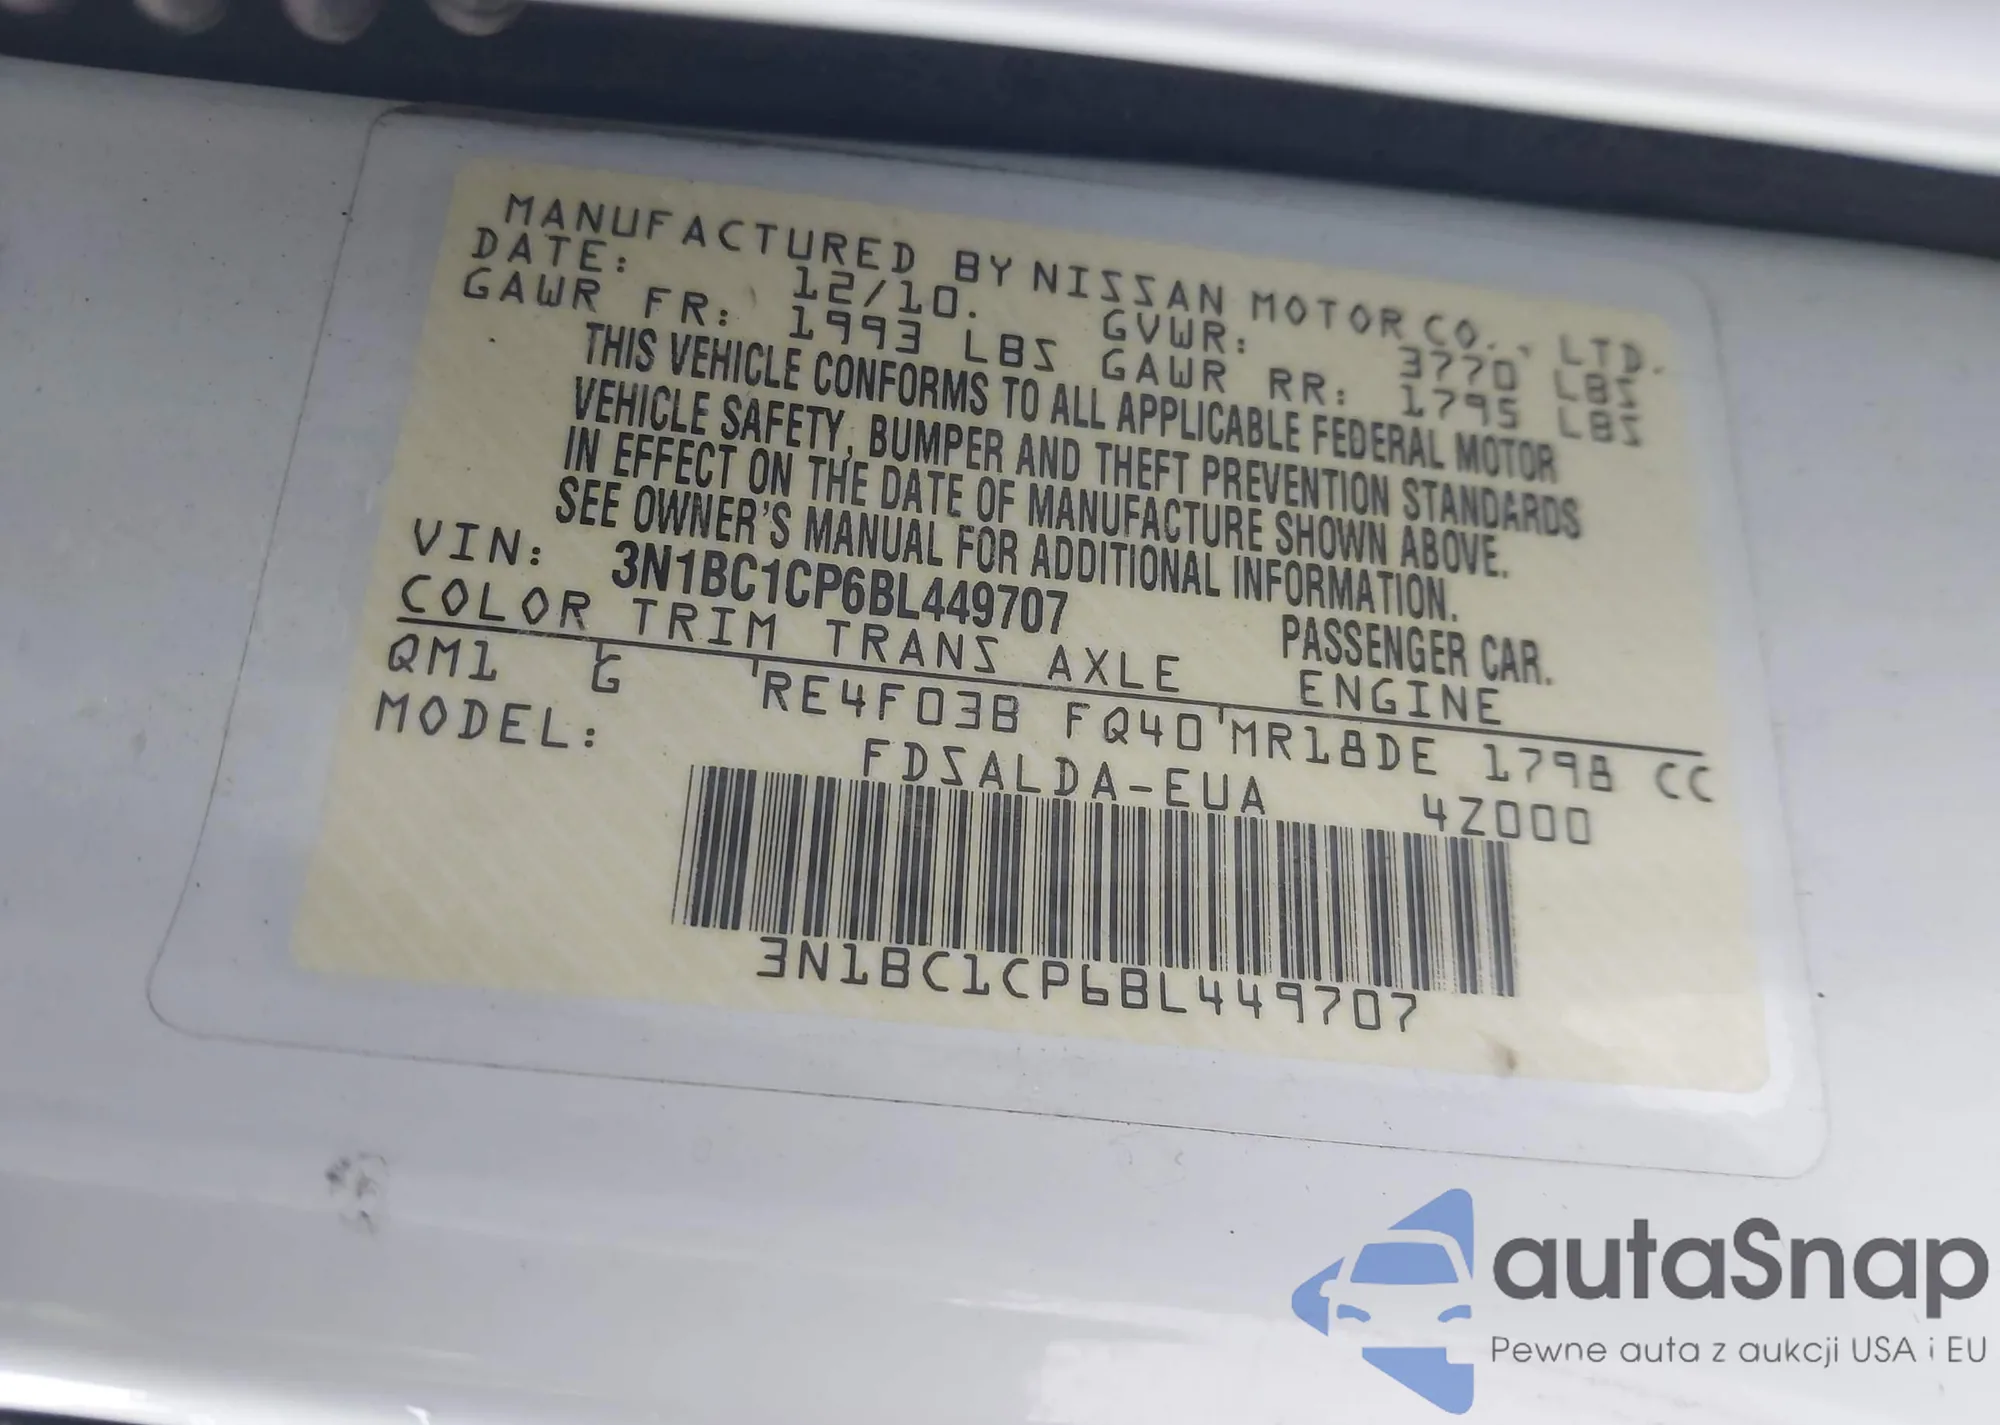 MANUFACTURED BY NISSAN MOTOR CO., LTD.
DATE: 12/10. GVWR: 3770 LBS
GAWR FR: 1993 LBS GAWR RR: 1795 LBS
THIS VEHICLE CONFORMS TO ALL APPLICABLE FEDERAL MOTOR
VEHICLE SAFETY, BUMPER AND THEFT PREVENTION STANDARDS
IN EFFECT ON THE DATE OF MANUFACTURE SHOWN ABOVE.
SEE OWNER'S MANUAL FOR ADDITIONAL INFORMATION.
VIN: 3N1BC1CP6BL449707 PASSENGER CAR.
COLOR TRIM TRANS AXLE ENGINE
QM1 G RE4F03B FQ40 MR18DE 1798 CC
MODEL: FDSALDA-EUA 4Z000
3N1BC1CP6BL449707
autaSnap
Pewne auta z aukcji USA i EU